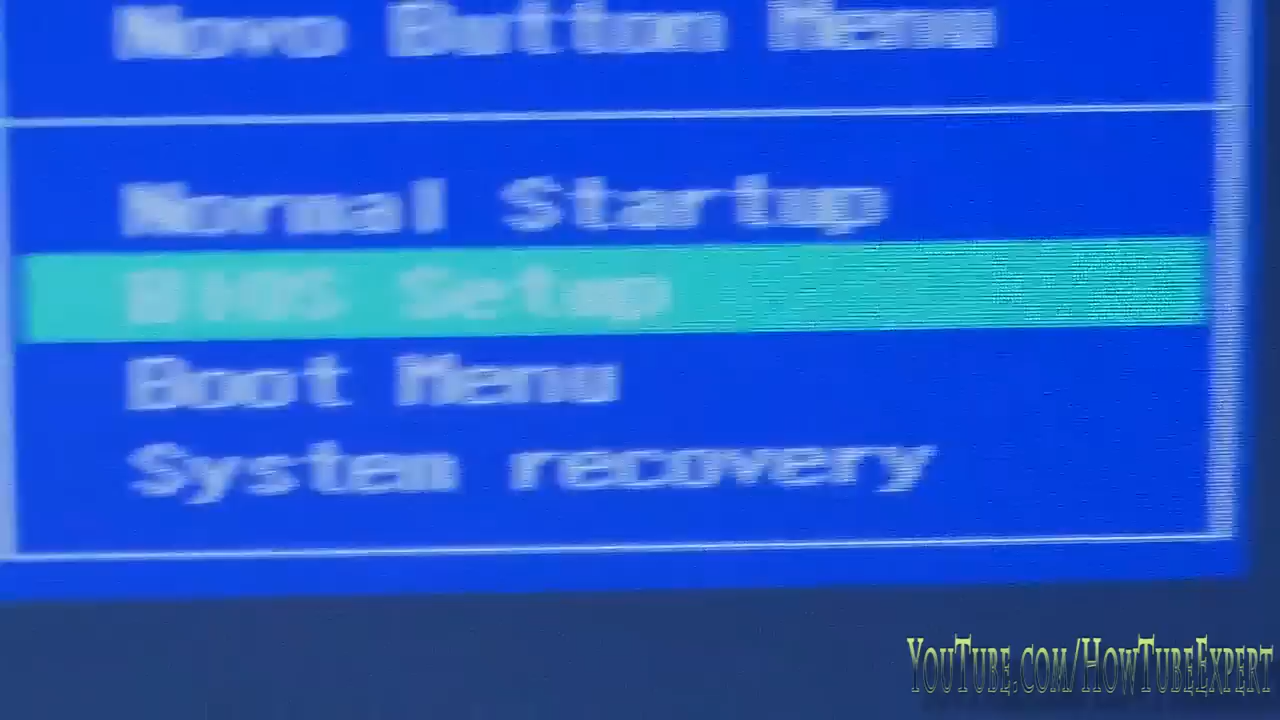 Novo Button Menu
Normal Startup
BIOS Setup
Boot Menu
System recovery
YouTube.com/HowTubeExpert